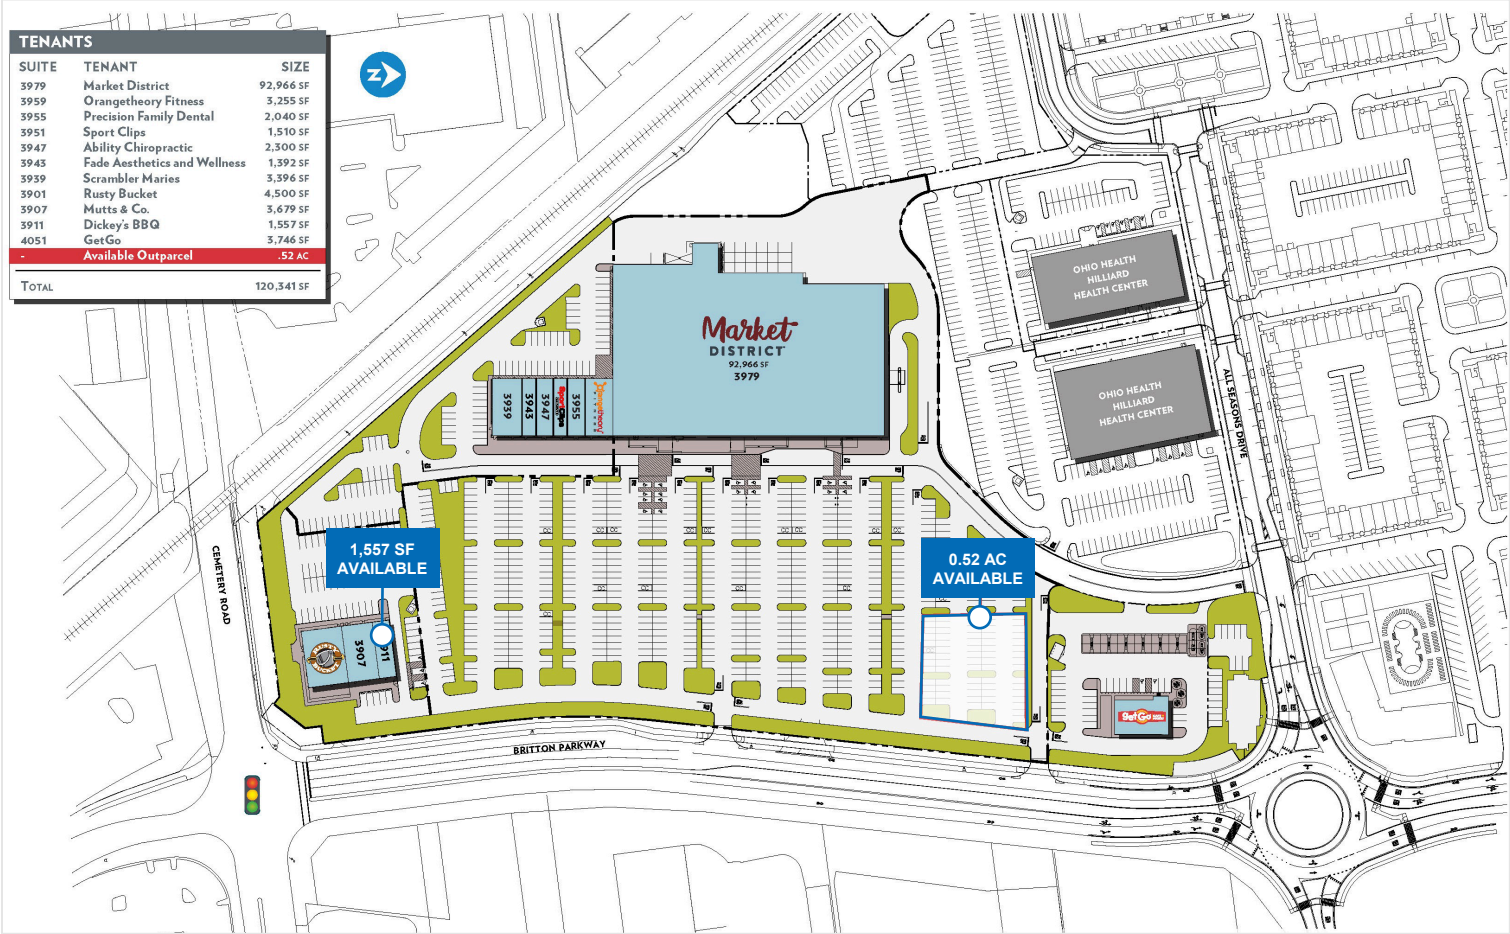 TENANTS
SUITE TENANT SIZE
3979 Market District 92,966 SF
3959 Orangetheory Fitness 3,255 SF
3955 Precision Family Dental 2,040 SF
3951 Sport Clips 1,510 SF
3947 Ability Chiropractic 2,300 SF
3943 Fade Aesthetics and Wellness 1,392 SF
3939 Scrambler Maries 3,396 SF
3901 Rusty Bucket 4,500 SF
3907 Mutts & Co. 3,679 SF
3911 Dickey's BBQ 1,557 SF
4051 GetGo 3,746 SF
- Available Outparcel .52 AC
TOTAL 120,341 SF
Z
OHIO HEALTH
HILLIARD
HEALTH CENTER
Market
DISTRICT
92,966 SF
3979
OHIO HEALTH
HILLIARD
HEALTH CENTER
ALL SEASONS DRIVE
3939
3943
3947
SportClips
3955
Orangetheory
1,557 SF
AVAILABLE
0.52 AC
AVAILABLE
CEMETERY ROAD
3907
911
GetGo
BRITTON PARKWAY